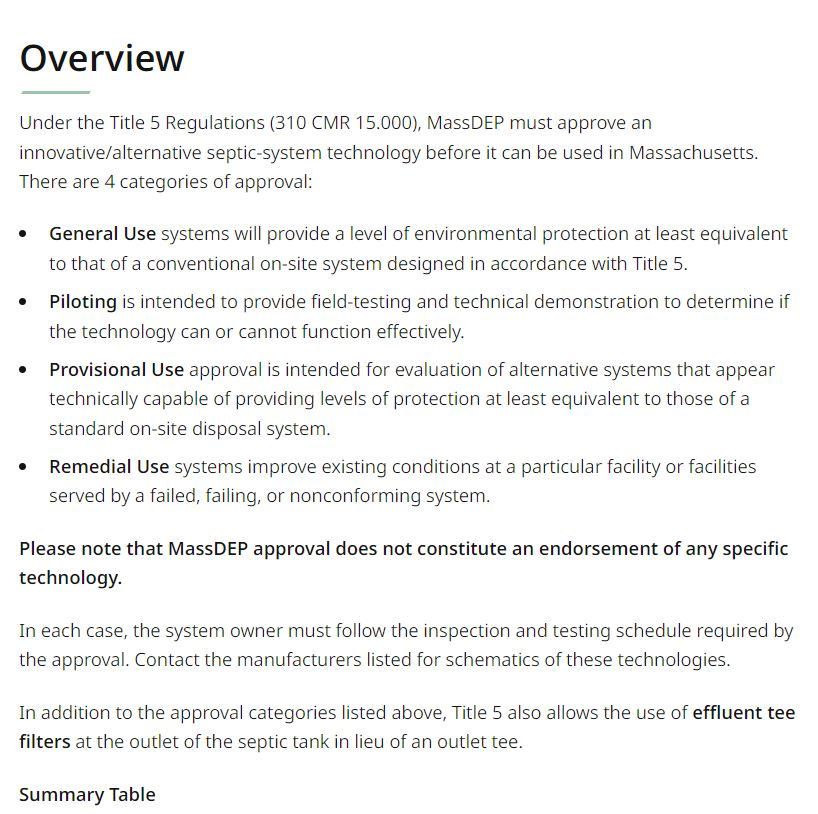 Overview
Under the Title 5 Regulations (310 CMR 15.000), MassDEP must approve an
innovative/alternative septic-system technology before it can be used in Massachusetts.
There are 4 categories of approval:
• General Use systems will provide a level of environmental protection at least equivalent
to that of a conventional on-site system designed in accordance with Title 5.
• Piloting is intended to provide field-testing and technical demonstration to determine if
the technology can or cannot function effectively.
• Provisional Use approval is intended for evaluation of alternative systems that appear
technically capable of providing levels of protection at least equivalent to those of a
standard on-site disposal system.
• Remedial Use systems improve existing conditions at a particular facility or facilities
served by a failed, failing, or nonconforming system.
Please note that MassDEP approval does not constitute an endorsement of any specific
technology.
In each case, the system owner must follow the inspection and testing schedule required by
the approval. Contact the manufacturers listed for schematics of these technologies.
In addition to the approval categories listed above, Title 5 also allows the use of effluent tee
filters at the outlet of the septic tank in lieu of an outlet tee.
Summary Table